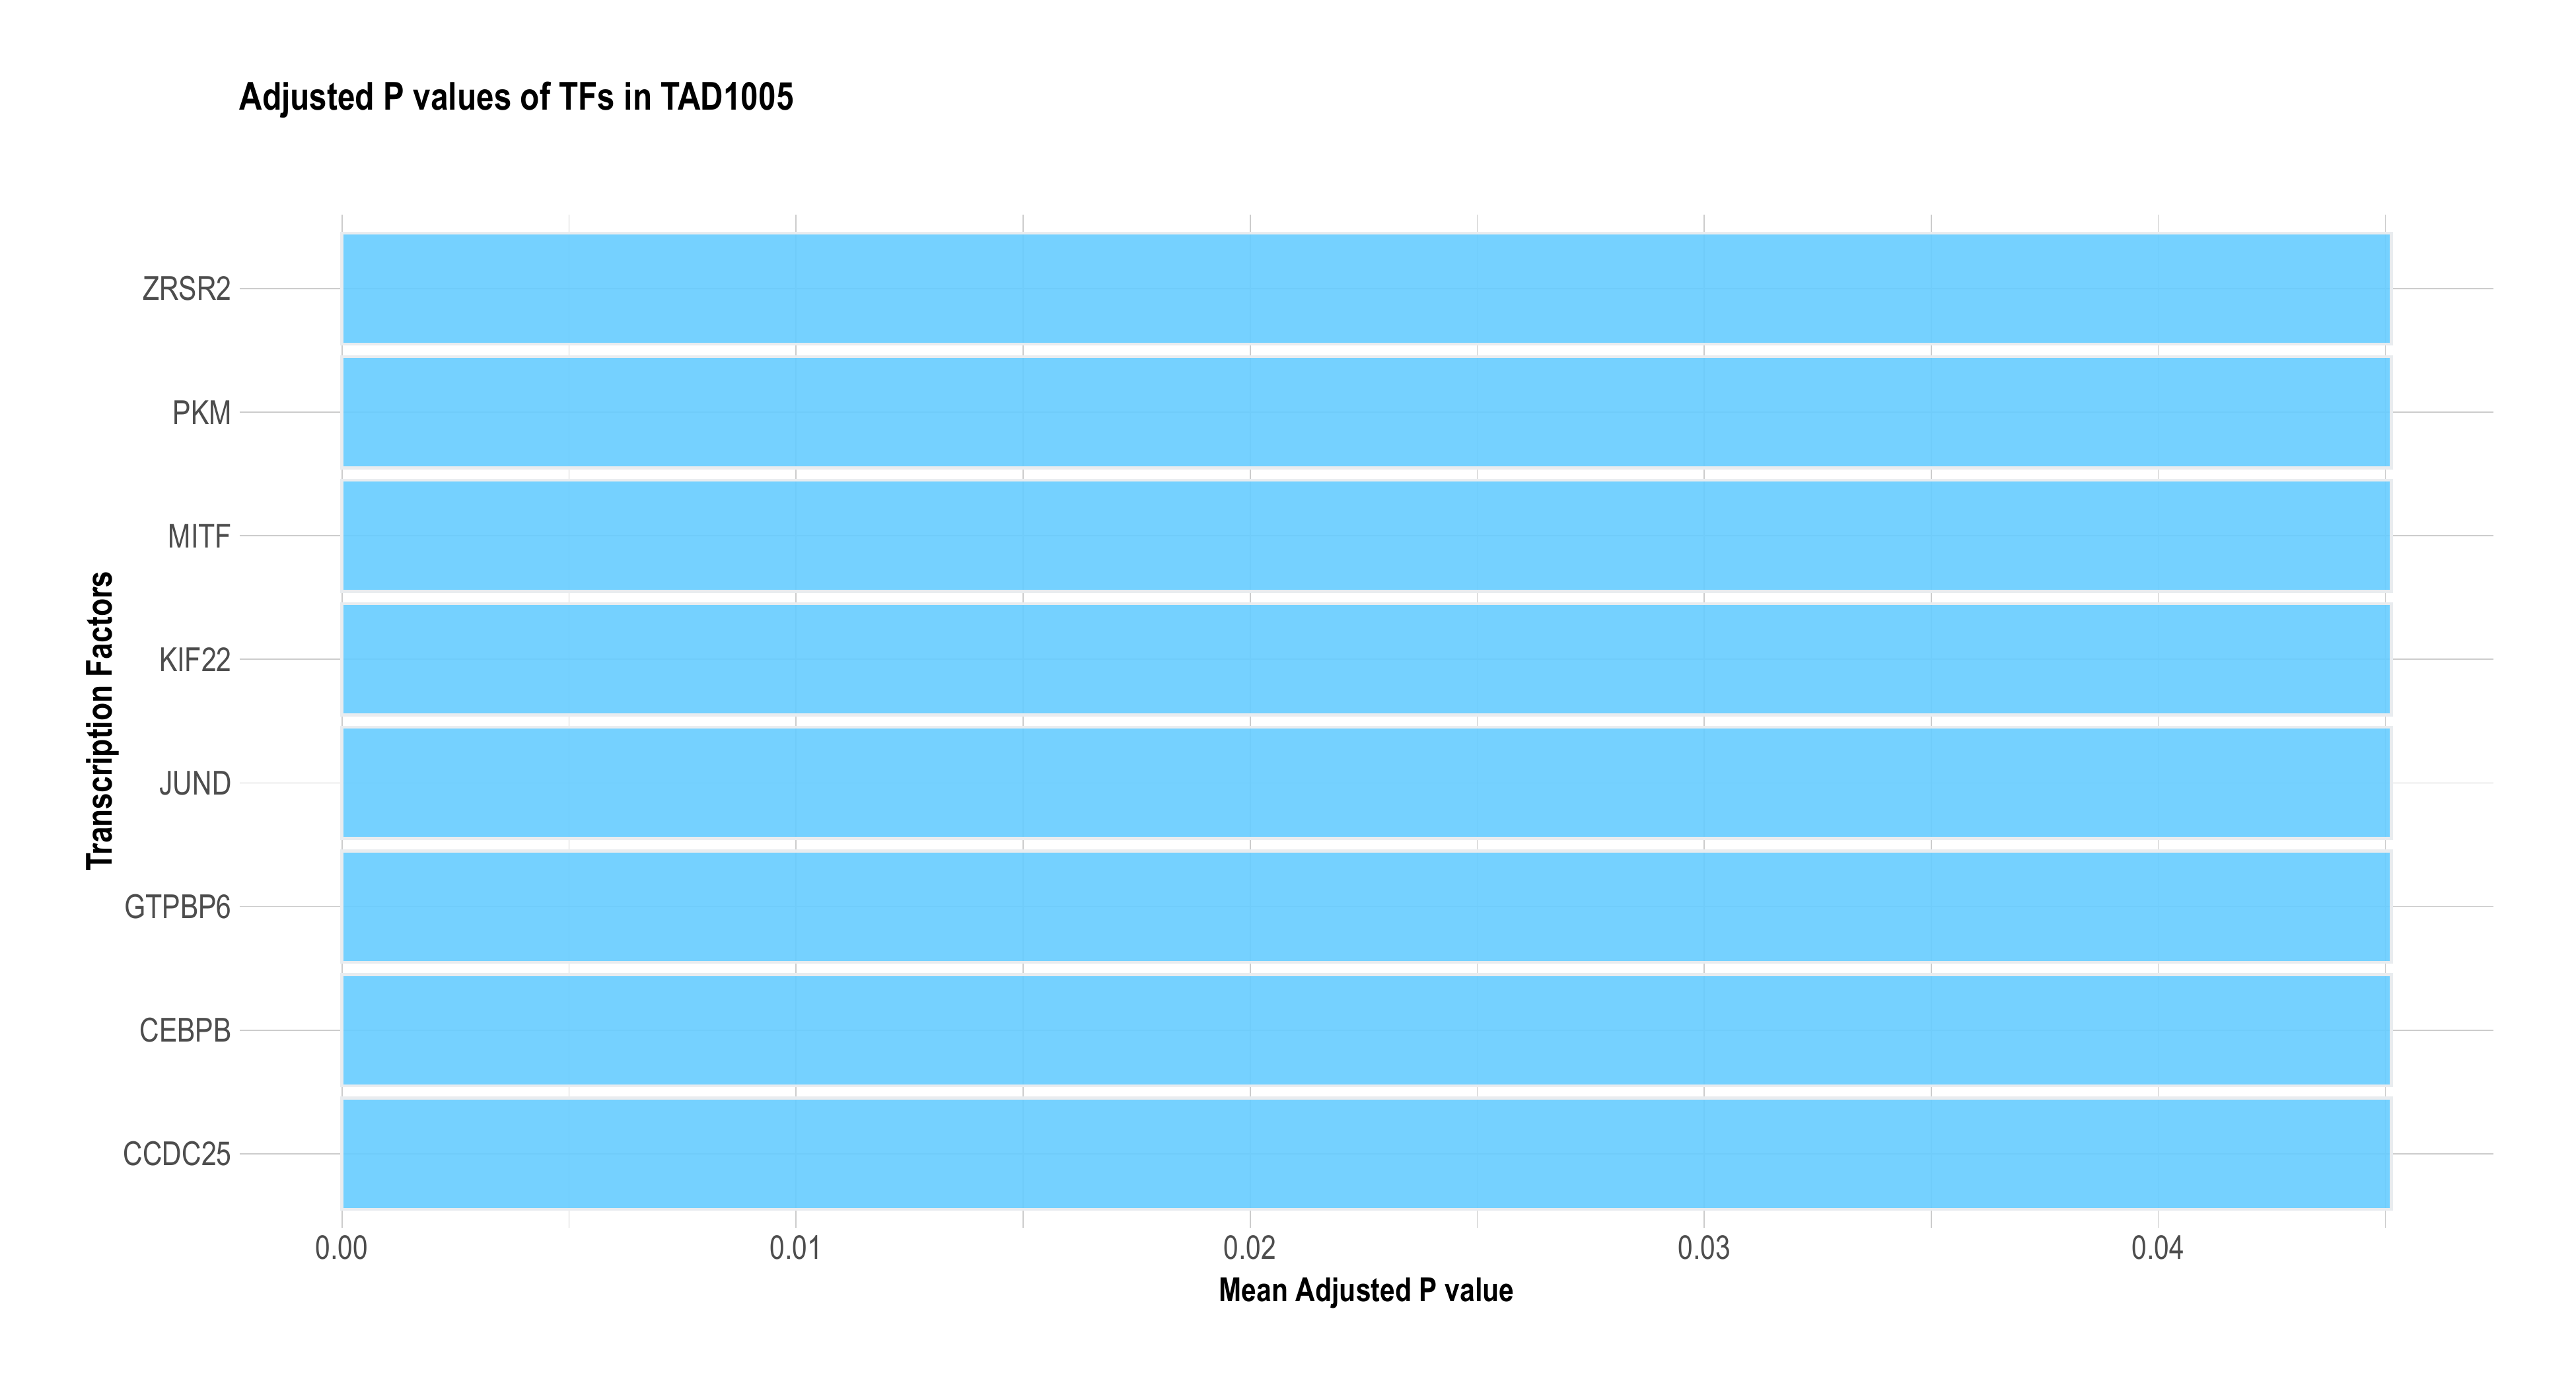 Adjusted P values of TFs in TAD1005
Transcription Factors
ZRSR2
PKM
MITF
KIF22
JUND
GTPBP6
CEBPB
CCDC25
0.00 0.01 0.02 0.03 0.04
Mean Adjusted P value